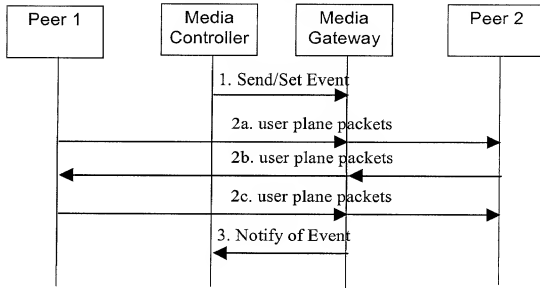 Peer 1
Media
Controller
Media
Gateway
Peer 2
1. Send/Set Event
2a. user plane packets
2b. user plane packets
2c. user plane packets
3. Notify of Event